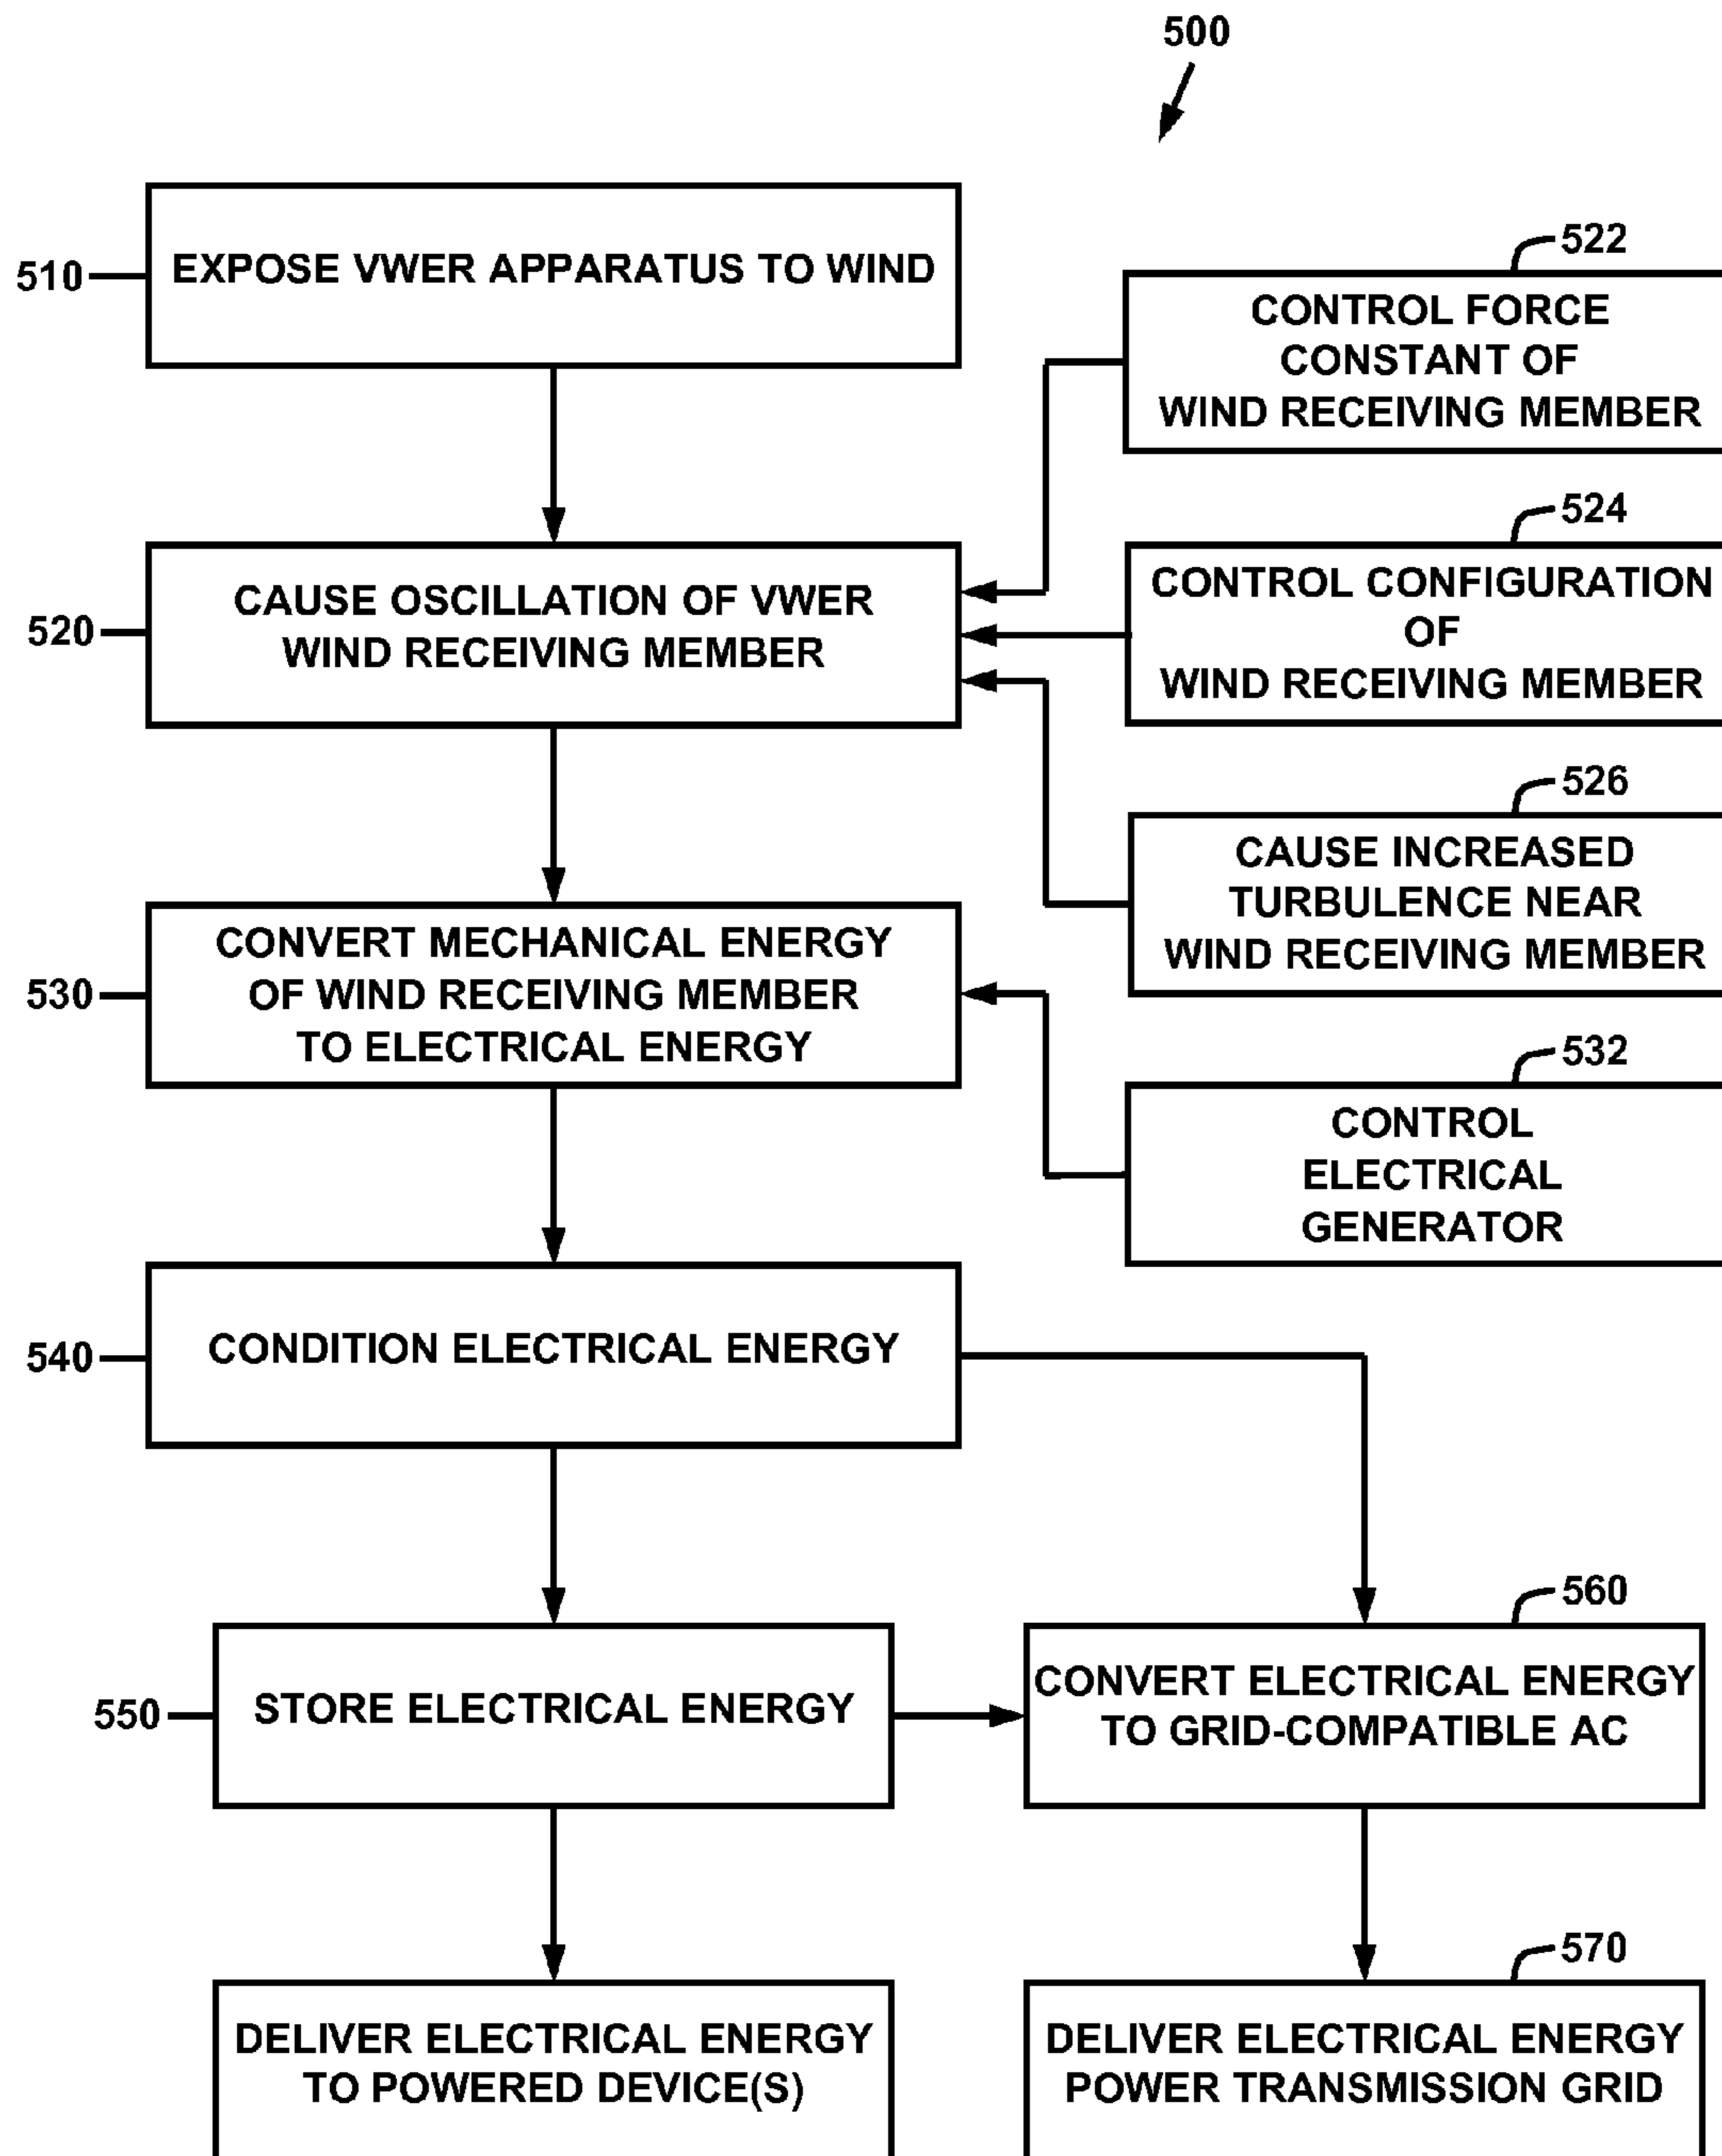 500
510
EXPOSE VWER APPARATUS TO WIND
522
CONTROL FORCE
CONSTANT OF
WIND RECEIVING MEMBER
520
CAUSE OSCILLATION OF VWER
WIND RECEIVING MEMBER
524
CONTROL CONFIGURATION
OF
WIND RECEIVING MEMBER
526
CAUSE INCREASED
TURBULENCE NEAR
WIND RECEIVING MEMBER
530
CONVERT MECHANICAL ENERGY
OF WIND RECEIVING MEMBER
TO ELECTRICAL ENERGY
532
CONTROL
ELECTRICAL
GENERATOR
540
CONDITION ELECTRICAL ENERGY
550
STORE ELECTRICAL ENERGY
560
CONVERT ELECTRICAL ENERGY
TO GRID-COMPATIBLE AC
DELIVER ELECTRICAL ENERGY
TO POWERED DEVICE(S)
570
DELIVER ELECTRICAL ENERGY
POWER TRANSMISSION GRID